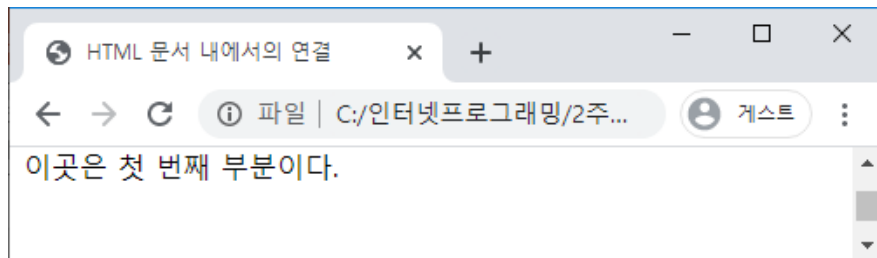 HTML 문서 내에서의 연결
파일 | C:/인터넷프로그래밍/2주... 게스트
이곳은 첫 번째 부분이다.